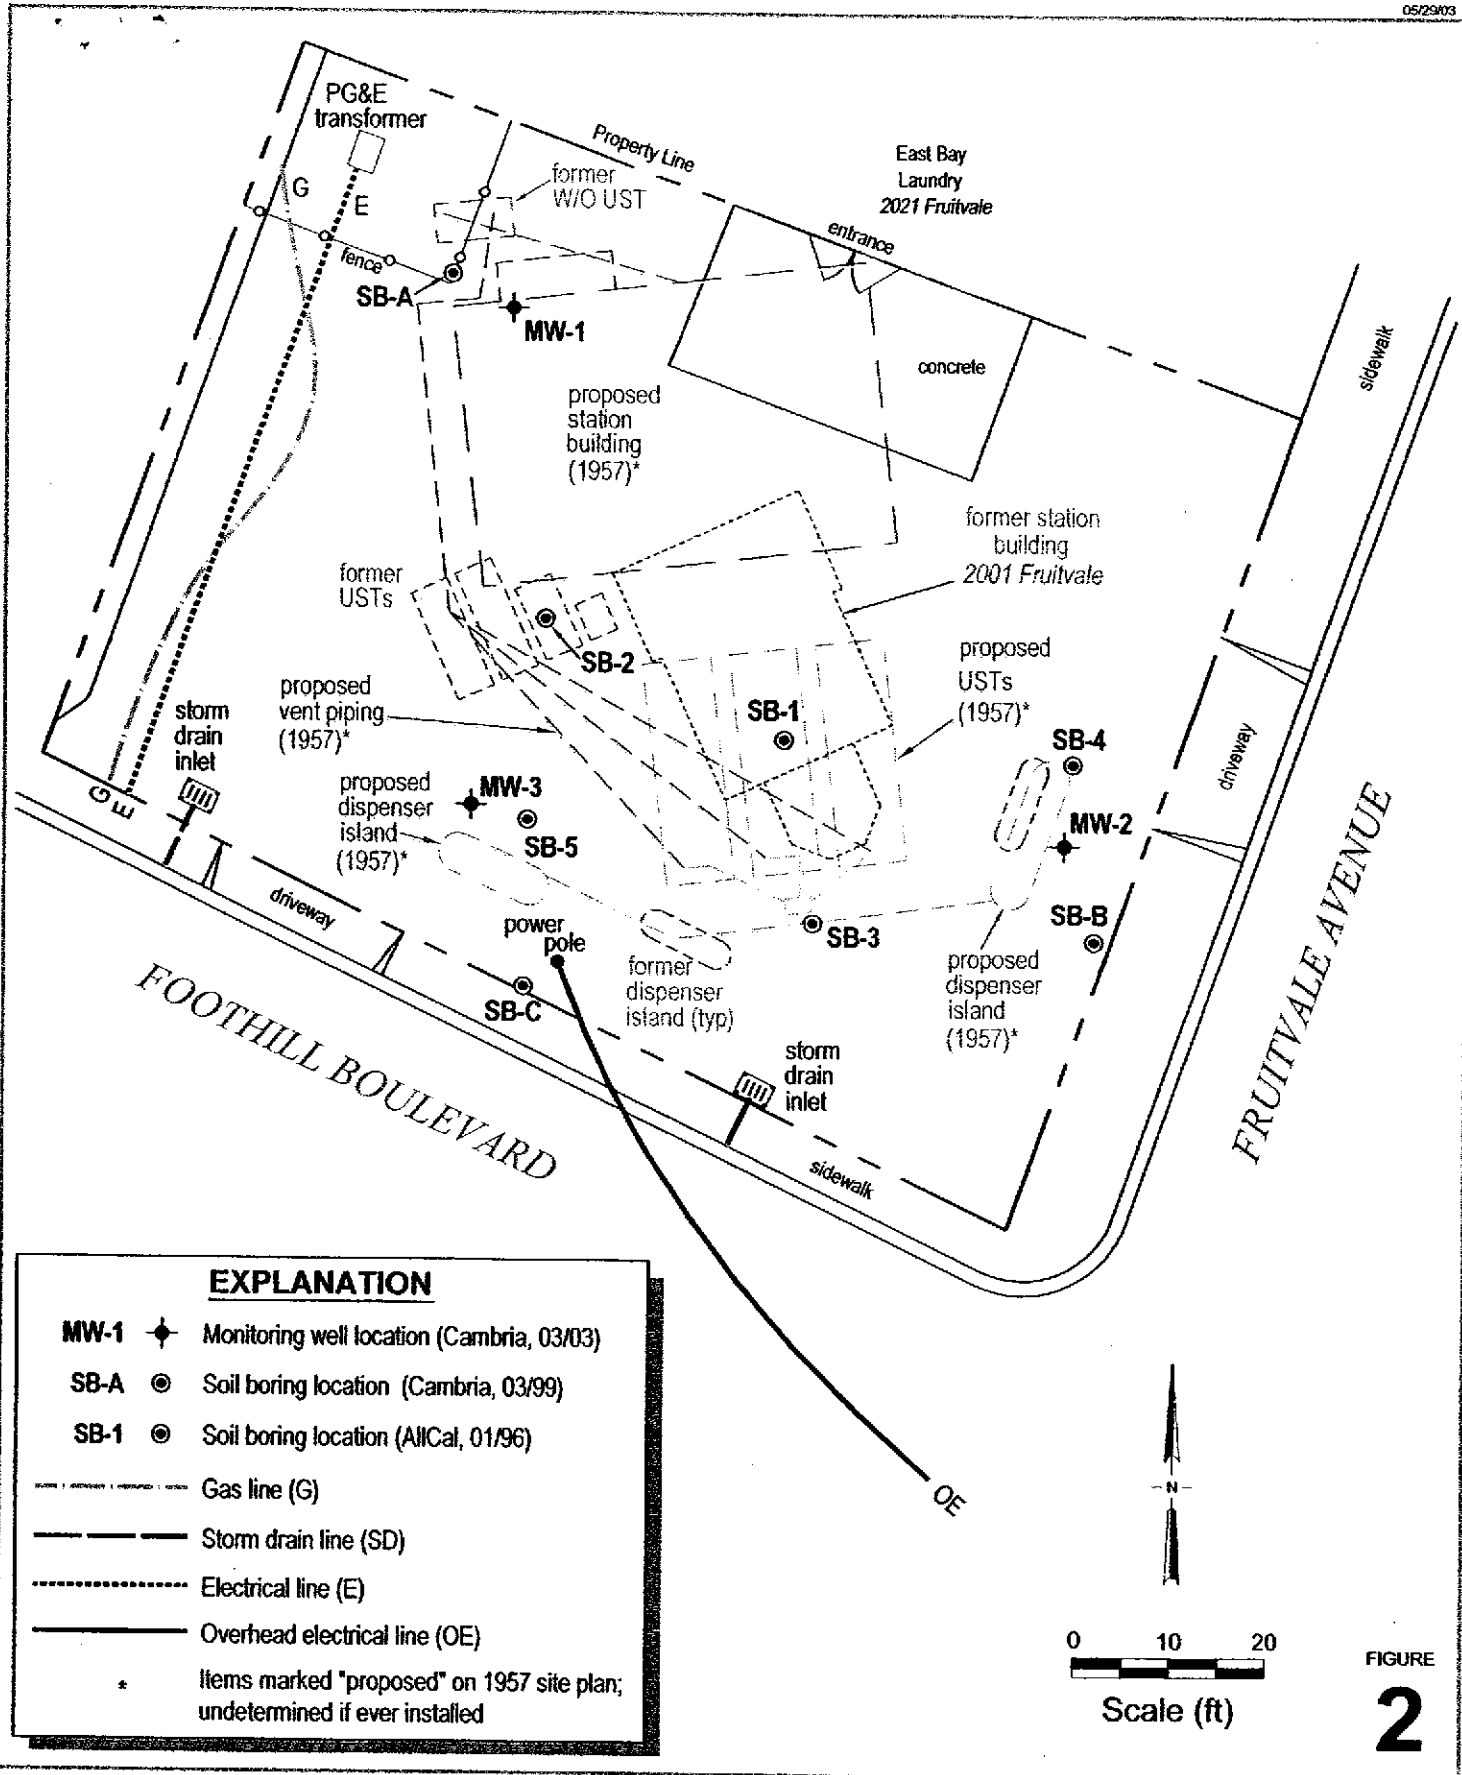 05/29/03
PG&E
transformer
Property Line
East Bay
Laundry
2021 Fruitvale
former
W/O UST
G
E
entrance
fence
SB-A
MW-1
sidewalk
concrete
proposed
station
building
(1957)*
former station
building
2001 Fruitvale
former
USTs
SB-2
proposed
USTs
(1957)*
proposed
vent piping
(1957)*
storm
drain
inlet
SB-1
SB-4
driveway
G
E
proposed
dispenser
island
(1957)*
MW-3
SB-5
MW-2
driveway
SB-B
power
pole
SB-3
former
dispenser
island (typ)
proposed
dispenser
island
(1957)*
SB-C
FOOTHILL BOULEVARD
FRUITVALE AVENUE
storm
drain
inlet
sidewalk
OE
EXPLANATION
MW-1 Monitoring well location (Cambria, 03/03)
SB-A Soil boring location (Cambria, 03/99)
SB-1 Soil boring location (AllCal, 01/96)
Gas line (G)
Storm drain line (SD)
Electrical line (E)
Overhead electrical line (OE)
* Items marked "proposed" on 1957 site plan;
undetermined if ever installed
N
0 10 20
Scale (ft)
FIGURE
2